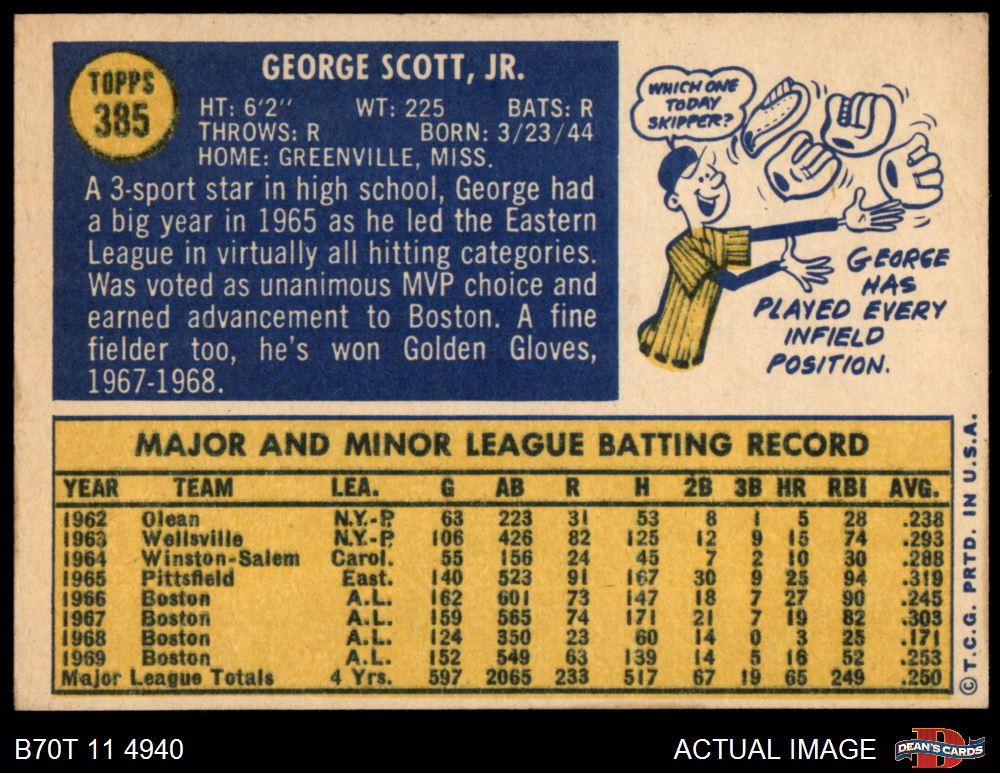 TOPPS
385
GEORGE SCOTT, JR.
HT: 6'2" WT: 225 BATS: R
THROWS: R BORN: 3/23/44
HOME: GREENVILLE, MISS.
A 3-sport star in high school, George had
a big year in 1965 as he led the Eastern
League in virtually all hitting categories.
Was voted as unanimous MVP choice and
earned advancement to Boston. A fine
fielder too, he's won Golden Gloves,
1967-1968.
WHICH ONE
TODAY
SKIPPER?
GEORGE
HAS
PLAYED EVERY
INFIELD
POSITION.
MAJOR AND MINOR LEAGUE BATTING RECORD
YEAR TEAM LEA. G AB R H 2B 3B HR RBI AVG.
1962 Olean N.Y.-P. 63 223 31 53 8 1 5 28 .238
1963 Wellsville N.Y.-P. 106 426 82 125 12 9 15 74 .293
1964 Winston-Salem Carol. 55 156 24 45 7 2 10 30 .288
1965 Pittsfield East. 140 523 91 167 30 9 25 94 .319
1966 Boston A.L. 162 601 73 147 18 7 27 90 .245
1967 Boston A.L. 159 565 74 171 21 7 19 82 .303
1968 Boston A.L. 124 350 23 60 14 0 3 25 .171
1969 Boston A.L. 152 549 63 139 14 5 16 52 .253
Major League Totals 4 Yrs. 597 2065 233 517 67 19 65 249 .250
© T.C.G. PRTD. IN U.S.A.
B70T 11 4940
ACTUAL IMAGE
D
DEAN'S CARDS